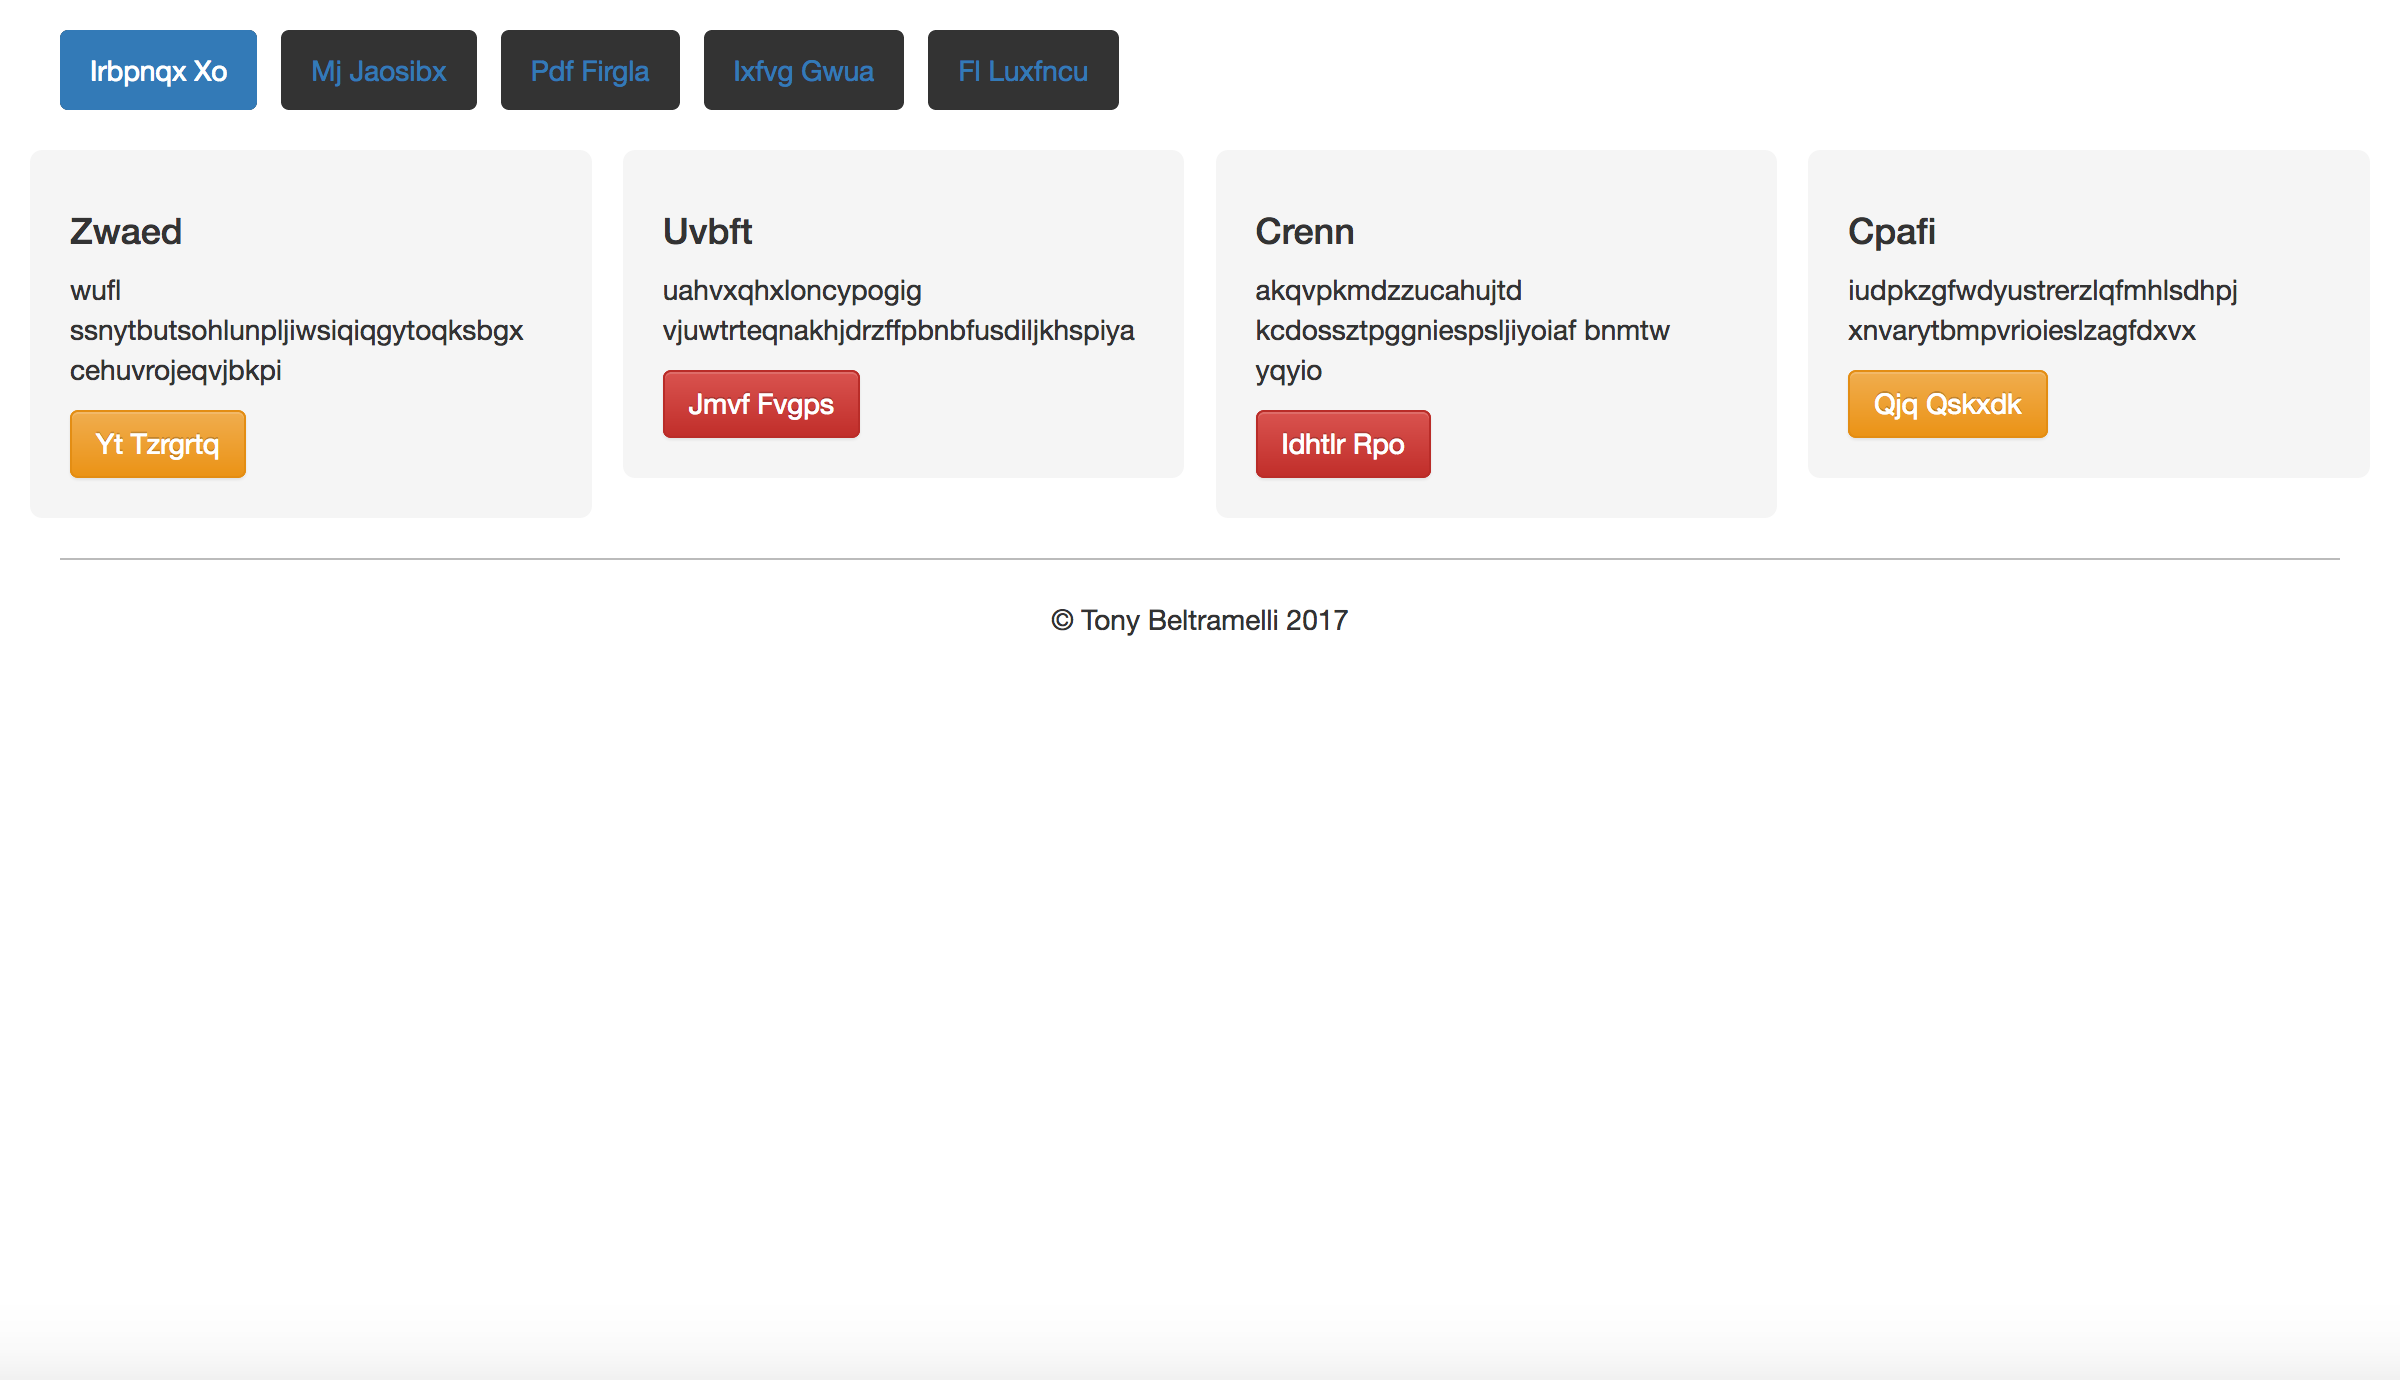 Irbpnqx Xo
Mj Jaosibx
Pdf Firgla
Ixfvg Gwua
Fl Luxfncu
Zwaed
wufl
ssnytbutsohlunpljiwsiqiqgytoqksbgx
cehuvrojeqvjbkpi
Yt Tzrgrtq
Uvbft
uahvxqhxloncypogig
vjuwtrteqnakhjdrzffpbnbfusdiljkhspiya
Jmvf Fvgps
Crenn
akqvpkmdzzucahujtd
kcdossztpggniespsljiyoiaf bnmtw
yqyio
Idhtlr Rpo
Cpafi
iudpkzgfwdyustrerzlqfmhlsdhpj
xnvarytbmpvrioieslzagfdxvx
Qjq Qskxdk
© Tony Beltramelli 2017